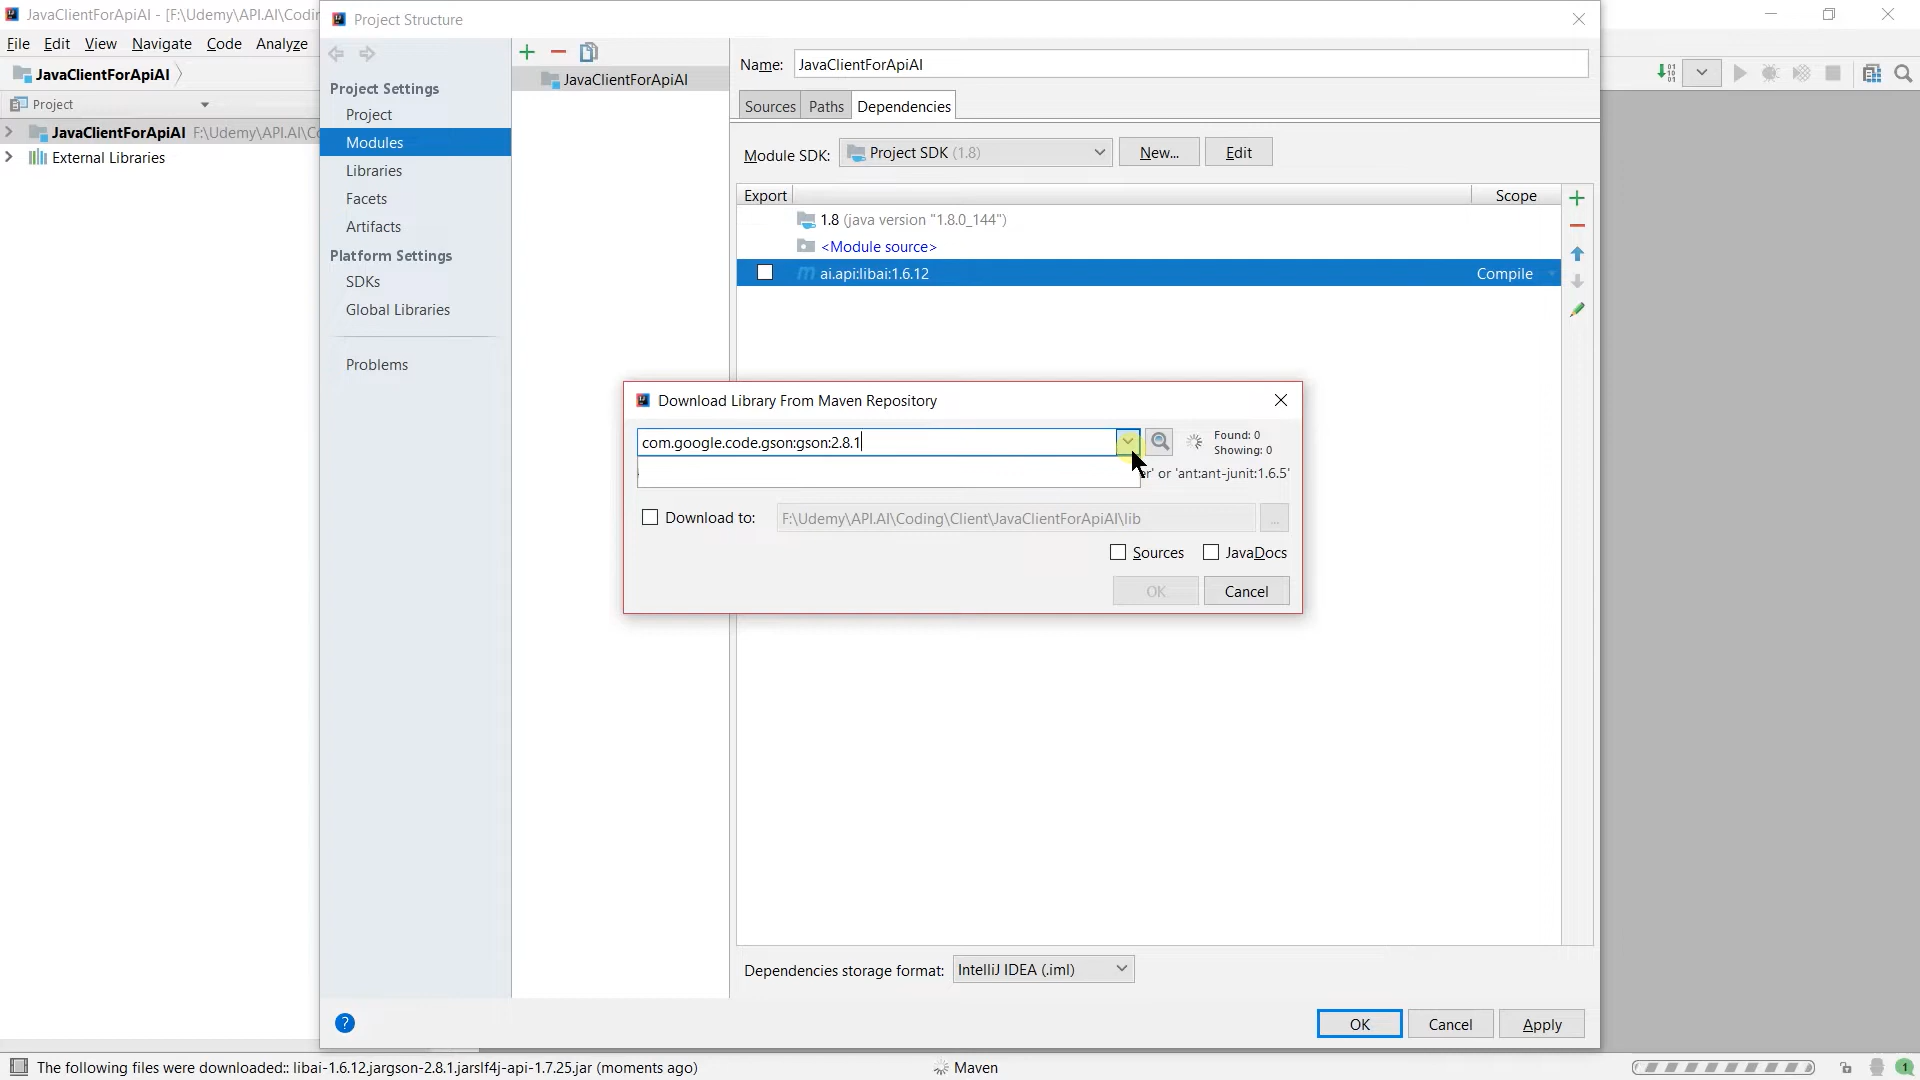 JavaClientForApiAI - [F:\Udemy\API.AI\Codin
Project Structure
File Edit View Navigate Code Analyze
JavaClientForApiAI
Project
JavaClientForApiAI F:\Udemy\API.AI\Co
External Libraries
Project Settings
Project
Modules
Libraries
Facets
Artifacts
Platform Settings
SDKs
Global Libraries
Problems
JavaClientForApiAI
Name: JavaClientForApiAI
Sources Paths Dependencies
Module SDK: Project SDK (1.8) New... Edit
Export Scope
1.8 (java version "1.8.0_144")
<Module source>
ai.api:libai:1.6.12 Compile
Download Library From Maven Repository
com.google.code.gson:gson:2.8.1
Found: 0
Showing: 0
er' or 'ant:ant-junit:1.6.5'
Download to: F:\Udemy\API.AI\Coding\Client\JavaClientForApiAI\lib ...
Sources JavaDocs
OK Cancel
Dependencies storage format: IntelliJ IDEA (.iml)
? OK Cancel Apply
The following files were downloaded:: libai-1.6.12.jargson-2.8.1.jarslf4j-api-1.7.25.jar (moments ago) Maven 1